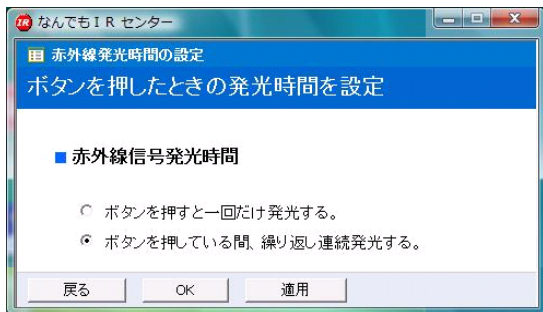 IR なんでもIRセンター
赤外線発光時間の設定
ボタンを押したときの発光時間を設定
赤外線信号発光時間
ボタンを押すと一回だけ発光する。
ボタンを押している間、繰り返し連続発光する。
戻る OK 適用